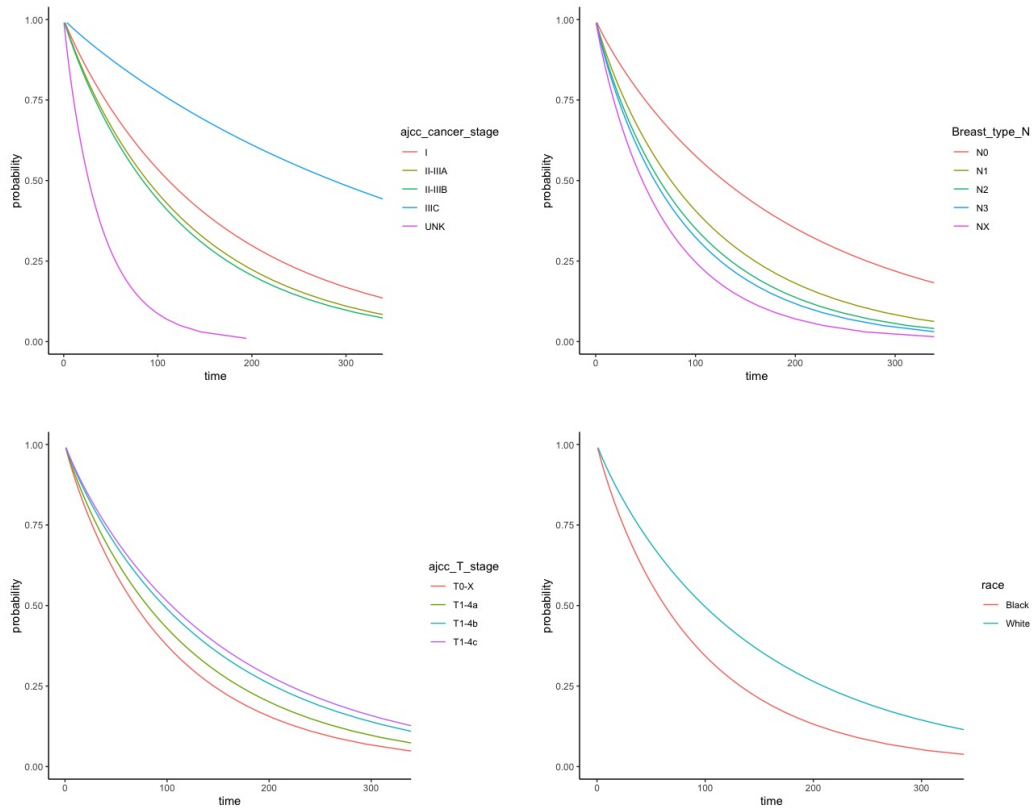 1.00
0.75
0.50
0.25
0.00
probability
0
100
200
300
time
ajcc_cancer_stage
I
II-IIIA
II-IIIB
IIIC
UNK
1.00
0.75
0.50
0.25
0.00
probability
0
100
200
300
time
Breast_type_N
N0
N1
N2
N3
NX
1.00
0.75
0.50
0.25
0.00
probability
0
100
200
300
time
ajcc_T_stage
T0-X
T1-4a
T1-4b
T1-4c
1.00
0.75
0.50
0.25
0.00
probability
0
100
200
300
time
race
Black
White